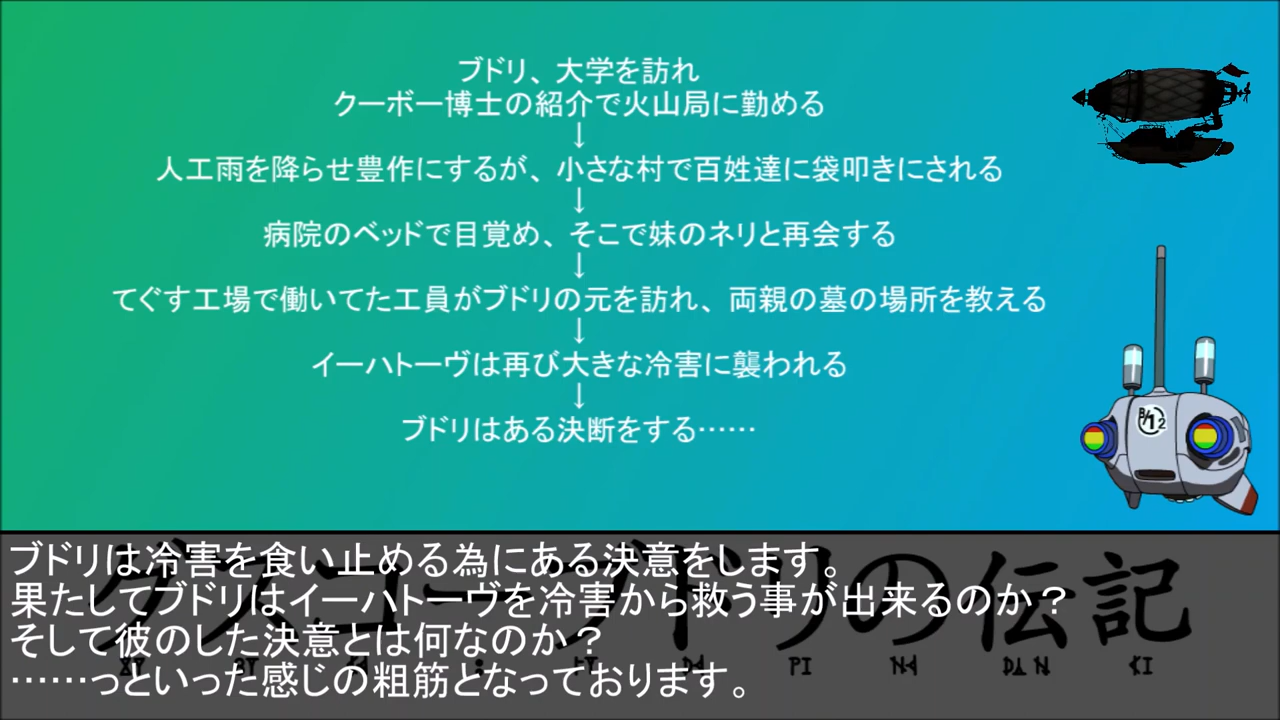 ブドリ、大学を訪れ
クーボー博士の紹介で火山局に勤める
↓
人工雨を降らせ豊作にするが、小さな村で百姓達に袋叩きにされる
↓
病院のベッドで目覚め、そこで妹のネリと再会する
↓
てぐす工場で働いてた工員がブドリの元を訪れ、両親の墓の場所を教える
↓
イーハトーヴは再び大きな冷害に襲われる
↓
ブドリはある決断をする……
ブドリは冷害を食い止める為にある決意をします。
果たしてブドリはイーハトーヴを冷害から救う事が出来るのか？
そして彼のした決意とは何なのか？
……っといった感じの粗筋となっております。
グスコーブドリの伝記